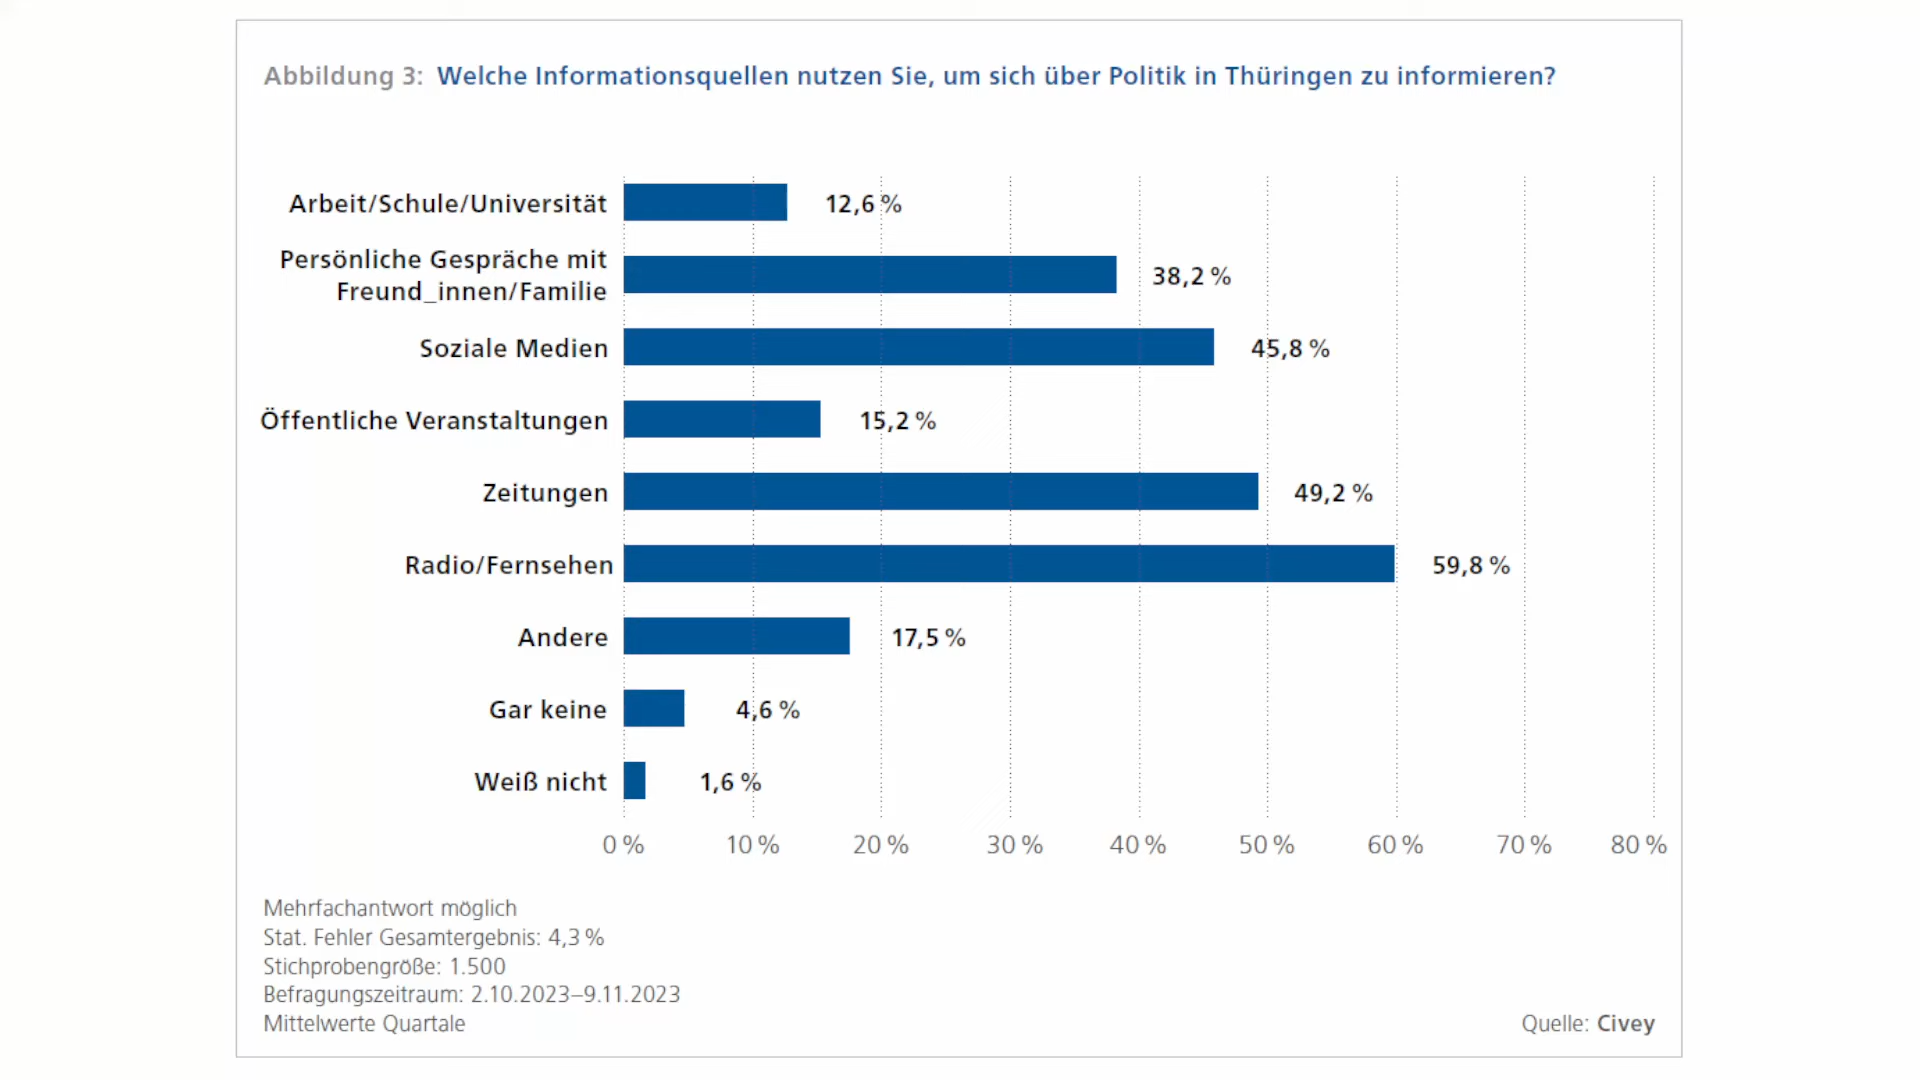 Abbildung 3: Welche Informationsquellen nutzen Sie, um sich über Politik in Thüringen zu informieren?
Arbeit/Schule/Universität 12,6 %
Persönliche Gespräche mit
Freund_innen/Familie 38,2 %
Soziale Medien 45,8 %
Öffentliche Veranstaltungen 15,2 %
Zeitungen 49,2 %
Radio/Fernsehen 59,8 %
Andere 17,5 %
Gar keine 4,6 %
Weiß nicht 1,6 %
0 % 10 % 20 % 30 % 40 % 50 % 60 % 70 % 80 %
Mehrfachantwort möglich
Stat. Fehler Gesamtergebnis: 4,3 %
Stichprobengröße: 1.500
Befragungszeitraum: 2.10.2023–9.11.2023
Mittelwerte Quartale
Quelle: Civey